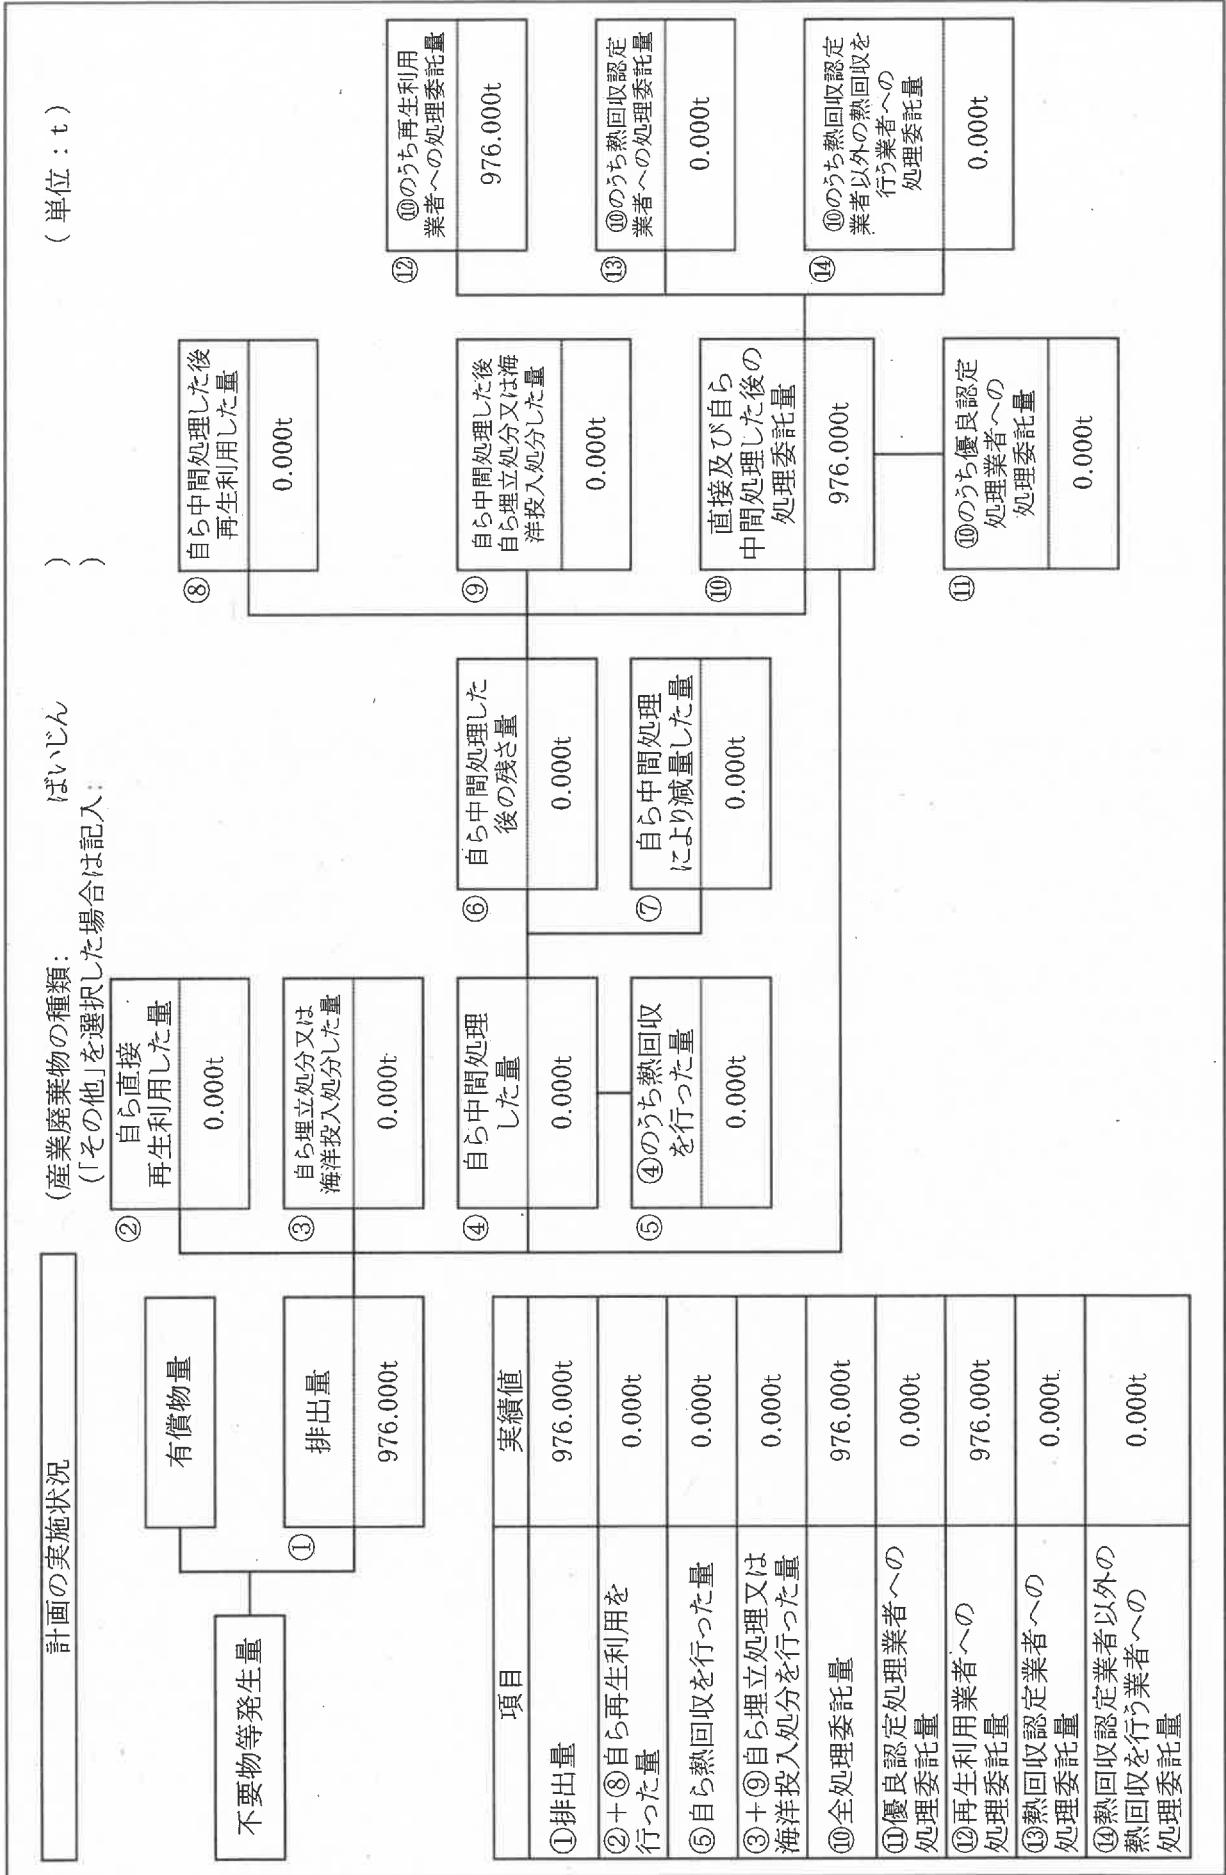 計画の実施状況
(産業廃棄物の種類： ばいじん )
(「その他」を選択した場合は記入： )
(単位：t)
不要物等発生量
有償物量
①
排出量
976.000t
②
自ら直接
再生利用した量
0.000t
③
自ら埋立処分又は
海洋投入処分した量
0.000t
④
自ら中間処理
した量
0.000t
⑤
④のうち熱回収
を行った量
0.000t
⑥
自ら中間処理した
後の残さ量
0.000t
⑦
自ら中間処理
により減量した量
0.000t
⑧
自ら中間処理した後
再生利用した量
0.000t
⑨
自ら中間処理した後
自ら埋立処分又は海
洋投入処分した量
0.000t
⑩
直接及び自ら
中間処理した後の
処理委託量
976.000t
⑪
⑩のうち優良認定
処理業者への
処理委託量
0.000t
⑫
⑩のうち再生利用
業者への処理委託量
976.000t
⑬
⑩のうち熱回収認定
業者への処理委託量
0.000t
⑭
⑩のうち熱回収認定
業者以外の熱回収を
行う業者への
処理委託量
0.000t
項目 実績値
①排出量 976.000t
②＋⑧自ら再生利用を
行った量 0.000t
⑤自ら熱回収を行った量 0.000t
③＋⑨自ら埋立処理又は
海洋投入処分を行った量 0.000t
⑩全処理委託量 976.000t
⑪優良認定処理業者への
処理委託量 0.000t
⑫再生利用業者への
処理委託量 976.000t
⑬熱回収認定業者への
処理委託量 0.000t
⑭熱回収認定業者以外の
熱回収を行う業者への
処理委託量 0.000t